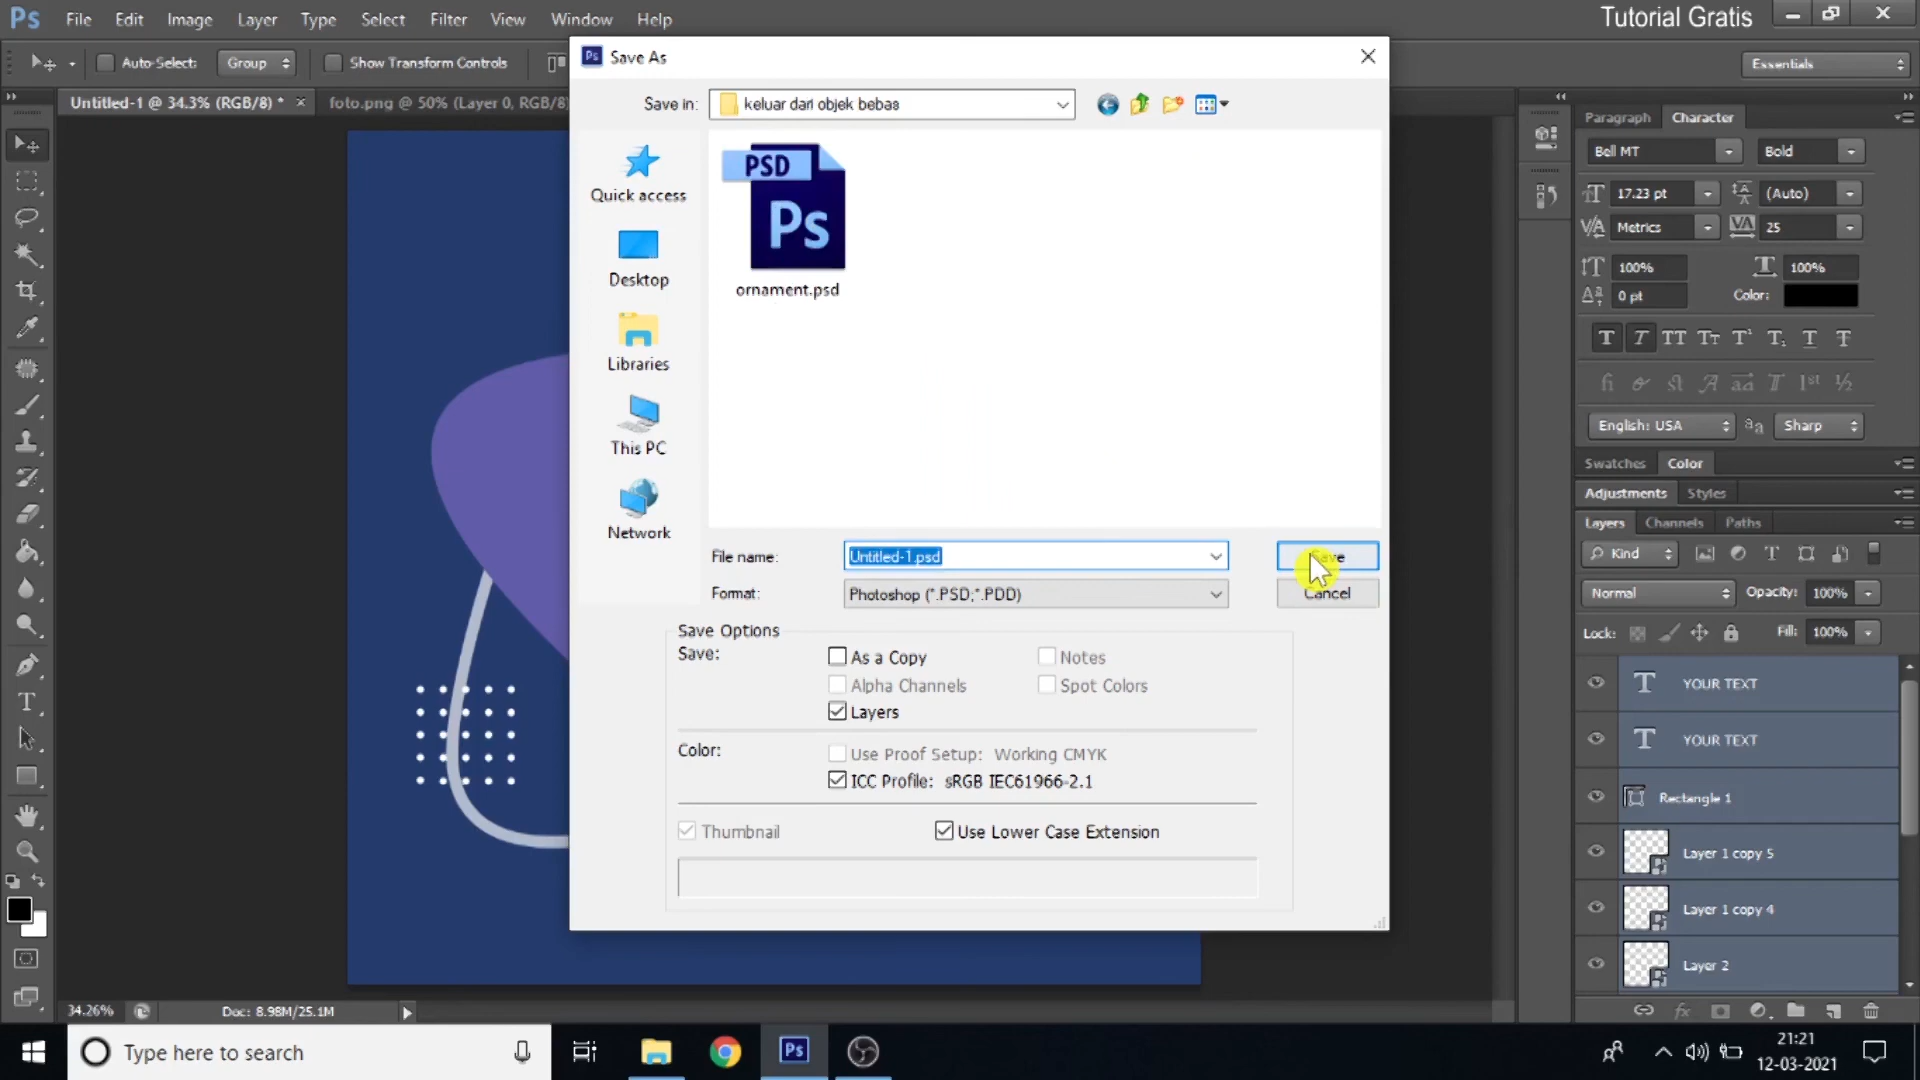 Ps File Edit Image Layer Type Select Filter View Window Help
Tutorial Gratis
Auto-Select: Group Show Transform Controls
Essentials
Untitled-1 @ 34.3% (RGB/8) * × foto.png @ 50% (Layer 0, RGB/8)
Ps Save As
Save in: keluar dari objek bebas
Quick access
Desktop
Libraries
This PC
Network
PSD
Ps
ornament.psd
File name: Untitled-1.psd
Save
Format: Photoshop (*.PSD;*.PDD)
Cancel
Save Options
Save:
As a Copy Notes
Alpha Channels Spot Colors
Layers
Color: Use Proof Setup: Working CMYK
ICC Profile: sRGB IEC61966-2.1
Thumbnail Use Lower Case Extension
Paragraph Character
Bell MT Bold
17.23 pt (Auto)
Metrics 25
100% 100%
0 pt Color:
English: USA Sharp
Swatches Color
Adjustments Styles
Layers Channels Paths
Kind
Normal Opacity: 100%
Lock: Fill: 100%
YOUR TEXT
YOUR TEXT
Rectangle 1
Layer 1 copy 5
Layer 1 copy 4
Layer 2
34.26% Doc: 8.98M/25.1M
Type here to search
Ps
21:21
12-03-2021